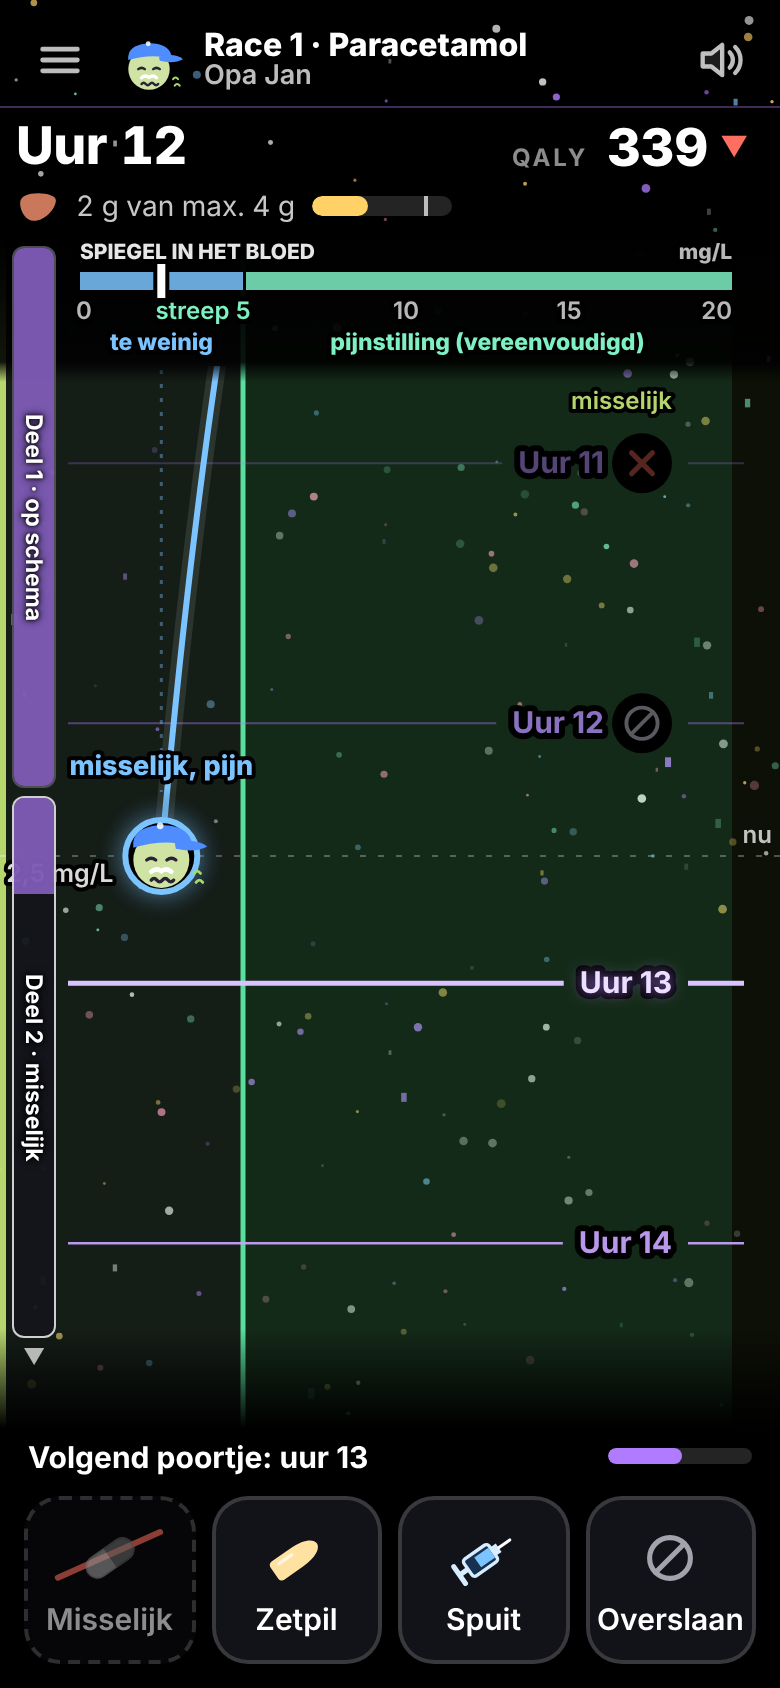 Race 1 · Paracetamol
Opa Jan
Uur 12
QALY 339
2 g van max. 4 g
SPIEGEL IN HET BLOED
mg/L
0
streep 5
10
15
20
te weinig
pijnstilling (vereenvoudigd)
misselijk
Uur 11
Deel 1 · op schema
Uur 12
misselijk, pijn
nu
2,5 mg/L
Uur 13
Deel 2 · misselijk
Uur 14
Volgend poortje: uur 13
Misselijk
Zetpil
Spuit
Overslaan